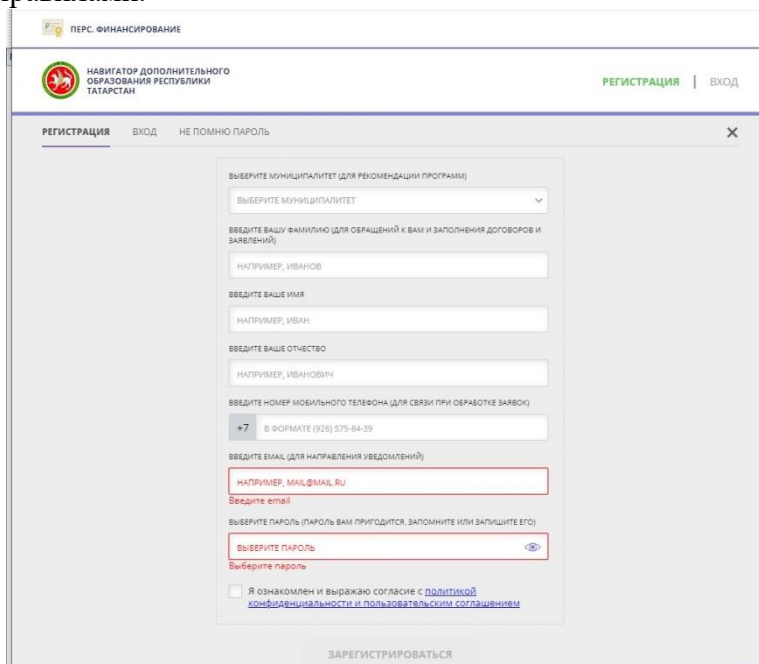 равилами.
ПЕРС. ФИНАНСИРОВАНИЕ
НАВИГАТОР ДОПОЛНИТЕЛЬНОГО
ОБРАЗОВАНИЯ РЕСПУБЛИКИ
ТАТАРСТАН
РЕГИСТРАЦИЯ | ВХОД
РЕГИСТРАЦИЯ ВХОД НЕ ПОМНЮ ПАРОЛЬ
ВЫБЕРИТЕ МУНИЦИПАЛИТЕТ (ДЛЯ РЕКОМЕНДАЦИИ ПРОГРАММ)
ВЫБЕРИТЕ МУНИЦИПАЛИТЕТ
ВВЕДИТЕ ВАШУ ФАМИЛИЮ (ДЛЯ ОБРАЩЕНИЙ К ВАМ И ЗАПОЛНЕНИЯ ДОГОВОРОВ И
ЗАЯВЛЕНИЙ)
НАПРИМЕР, ИВАНОВ
ВВЕДИТЕ ВАШЕ ИМЯ
НАПРИМЕР, ИВАН
ВВЕДИТЕ ВАШЕ ОТЧЕСТВО
НАПРИМЕР, ИВАНОВИЧ
ВВЕДИТЕ НОМЕР МОБИЛЬНОГО ТЕЛЕФОНА (ДЛЯ СВЯЗИ ПРИ ОБРАБОТКЕ ЗАЯВОК)
+7 В ФОРМАТЕ (926) 575-84-39
ВВЕДИТЕ EMAIL (ДЛЯ НАПРАВЛЕНИЯ УВЕДОМЛЕНИЙ)
НАПРИМЕР, MAIL@MAIL.RU
Введите email
ВЫБЕРИТЕ ПАРОЛЬ (ПАРОЛЬ ВАМ ПРИГОДИТСЯ, ЗАПОМНИТЕ ИЛИ ЗАПИШИТЕ ЕГО)
ВЫБЕРИТЕ ПАРОЛЬ
Выберите пароль
Я ознакомлен и выражаю согласие с политикой
конфиденциальности и пользовательским соглашением
ЗАРЕГИСТРИРОВАТЬСЯ